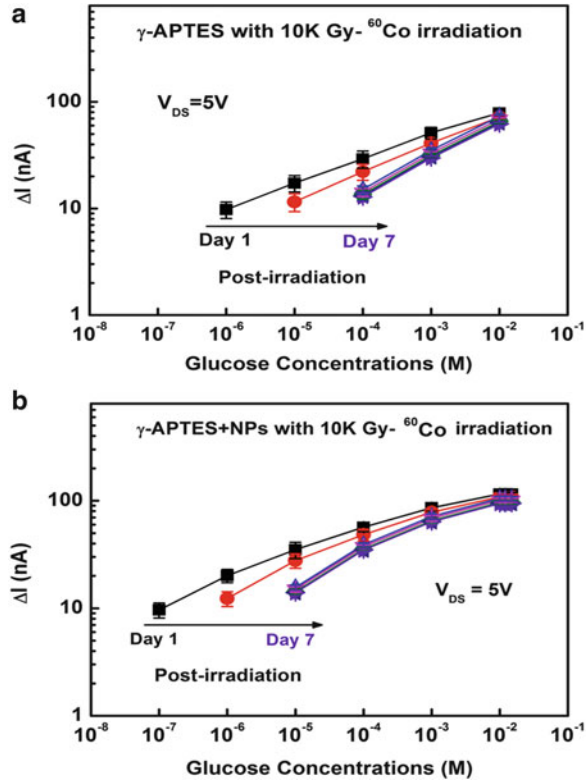 a
γ-APTES with 10K Gy- ⁶⁰Co irradiation
V_DS=5V
ΔI (nA)
100
10
1
Day 1
Day 7
Post-irradiation
10⁻⁸ 10⁻⁷ 10⁻⁶ 10⁻⁵ 10⁻⁴ 10⁻³ 10⁻² 10⁻¹
Glucose Concentrations (M)
b
γ-APTES+NPs with 10K Gy- ⁶⁰Co irradiation
ΔI (nA)
100
10
1
V_DS = 5V
Day 1
Day 7
Post-irradiation
10⁻⁸ 10⁻⁷ 10⁻⁶ 10⁻⁵ 10⁻⁴ 10⁻³ 10⁻² 10⁻¹
Glucose Concentrations (M)